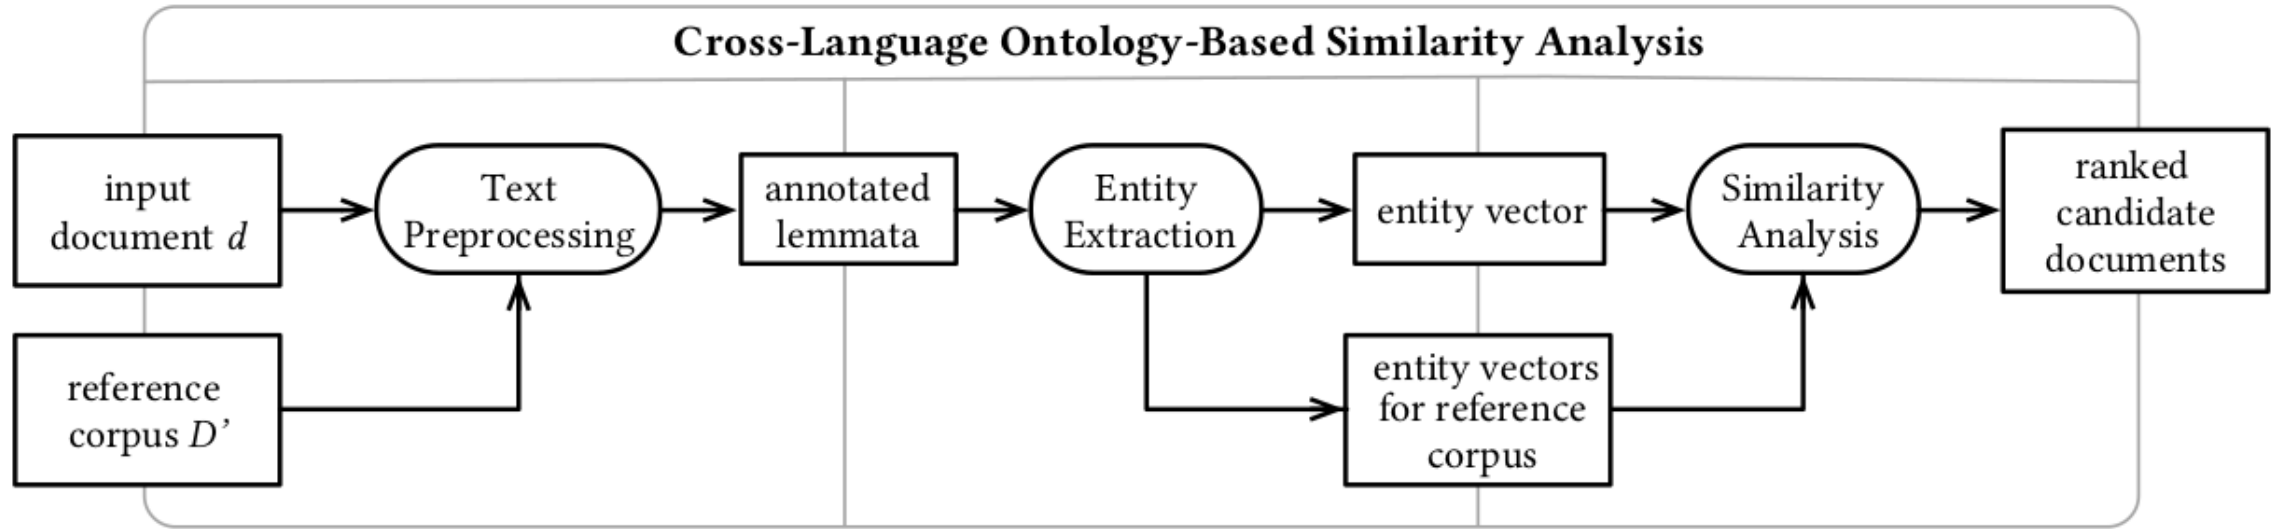 Cross-Language Ontology-Based Similarity Analysis
input
document d
Text
Preprocessing
annotated
lemmata
Entity
Extraction
entity vector
Similarity
Analysis
ranked
candidate
documents
reference
corpus D’
entity vectors
for reference
corpus